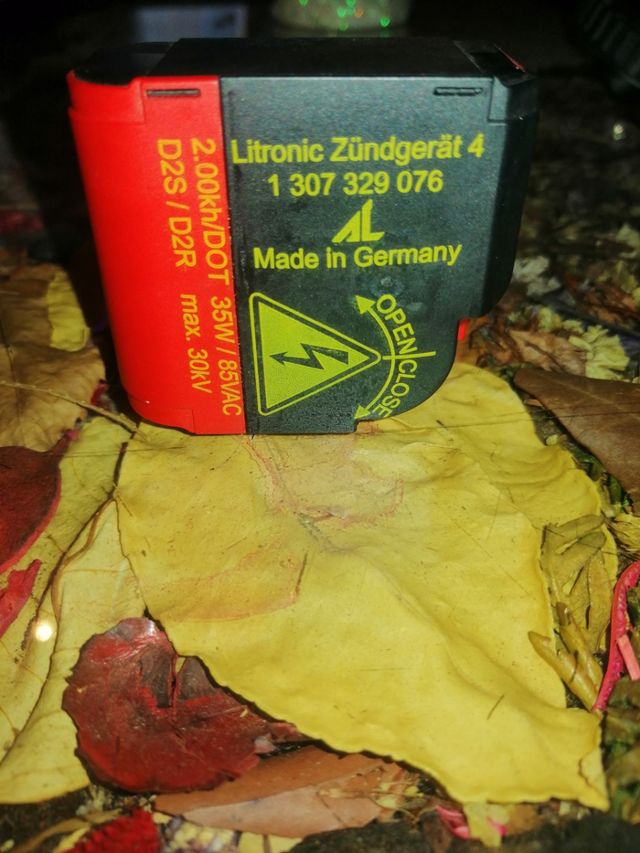 Litronic Zündgerät 4
1 307 329 076
AL
Made in Germany
OPEN CLOSE
2.00kh/DOT 35W / 85VAC
D2S / D2R max. 30kV